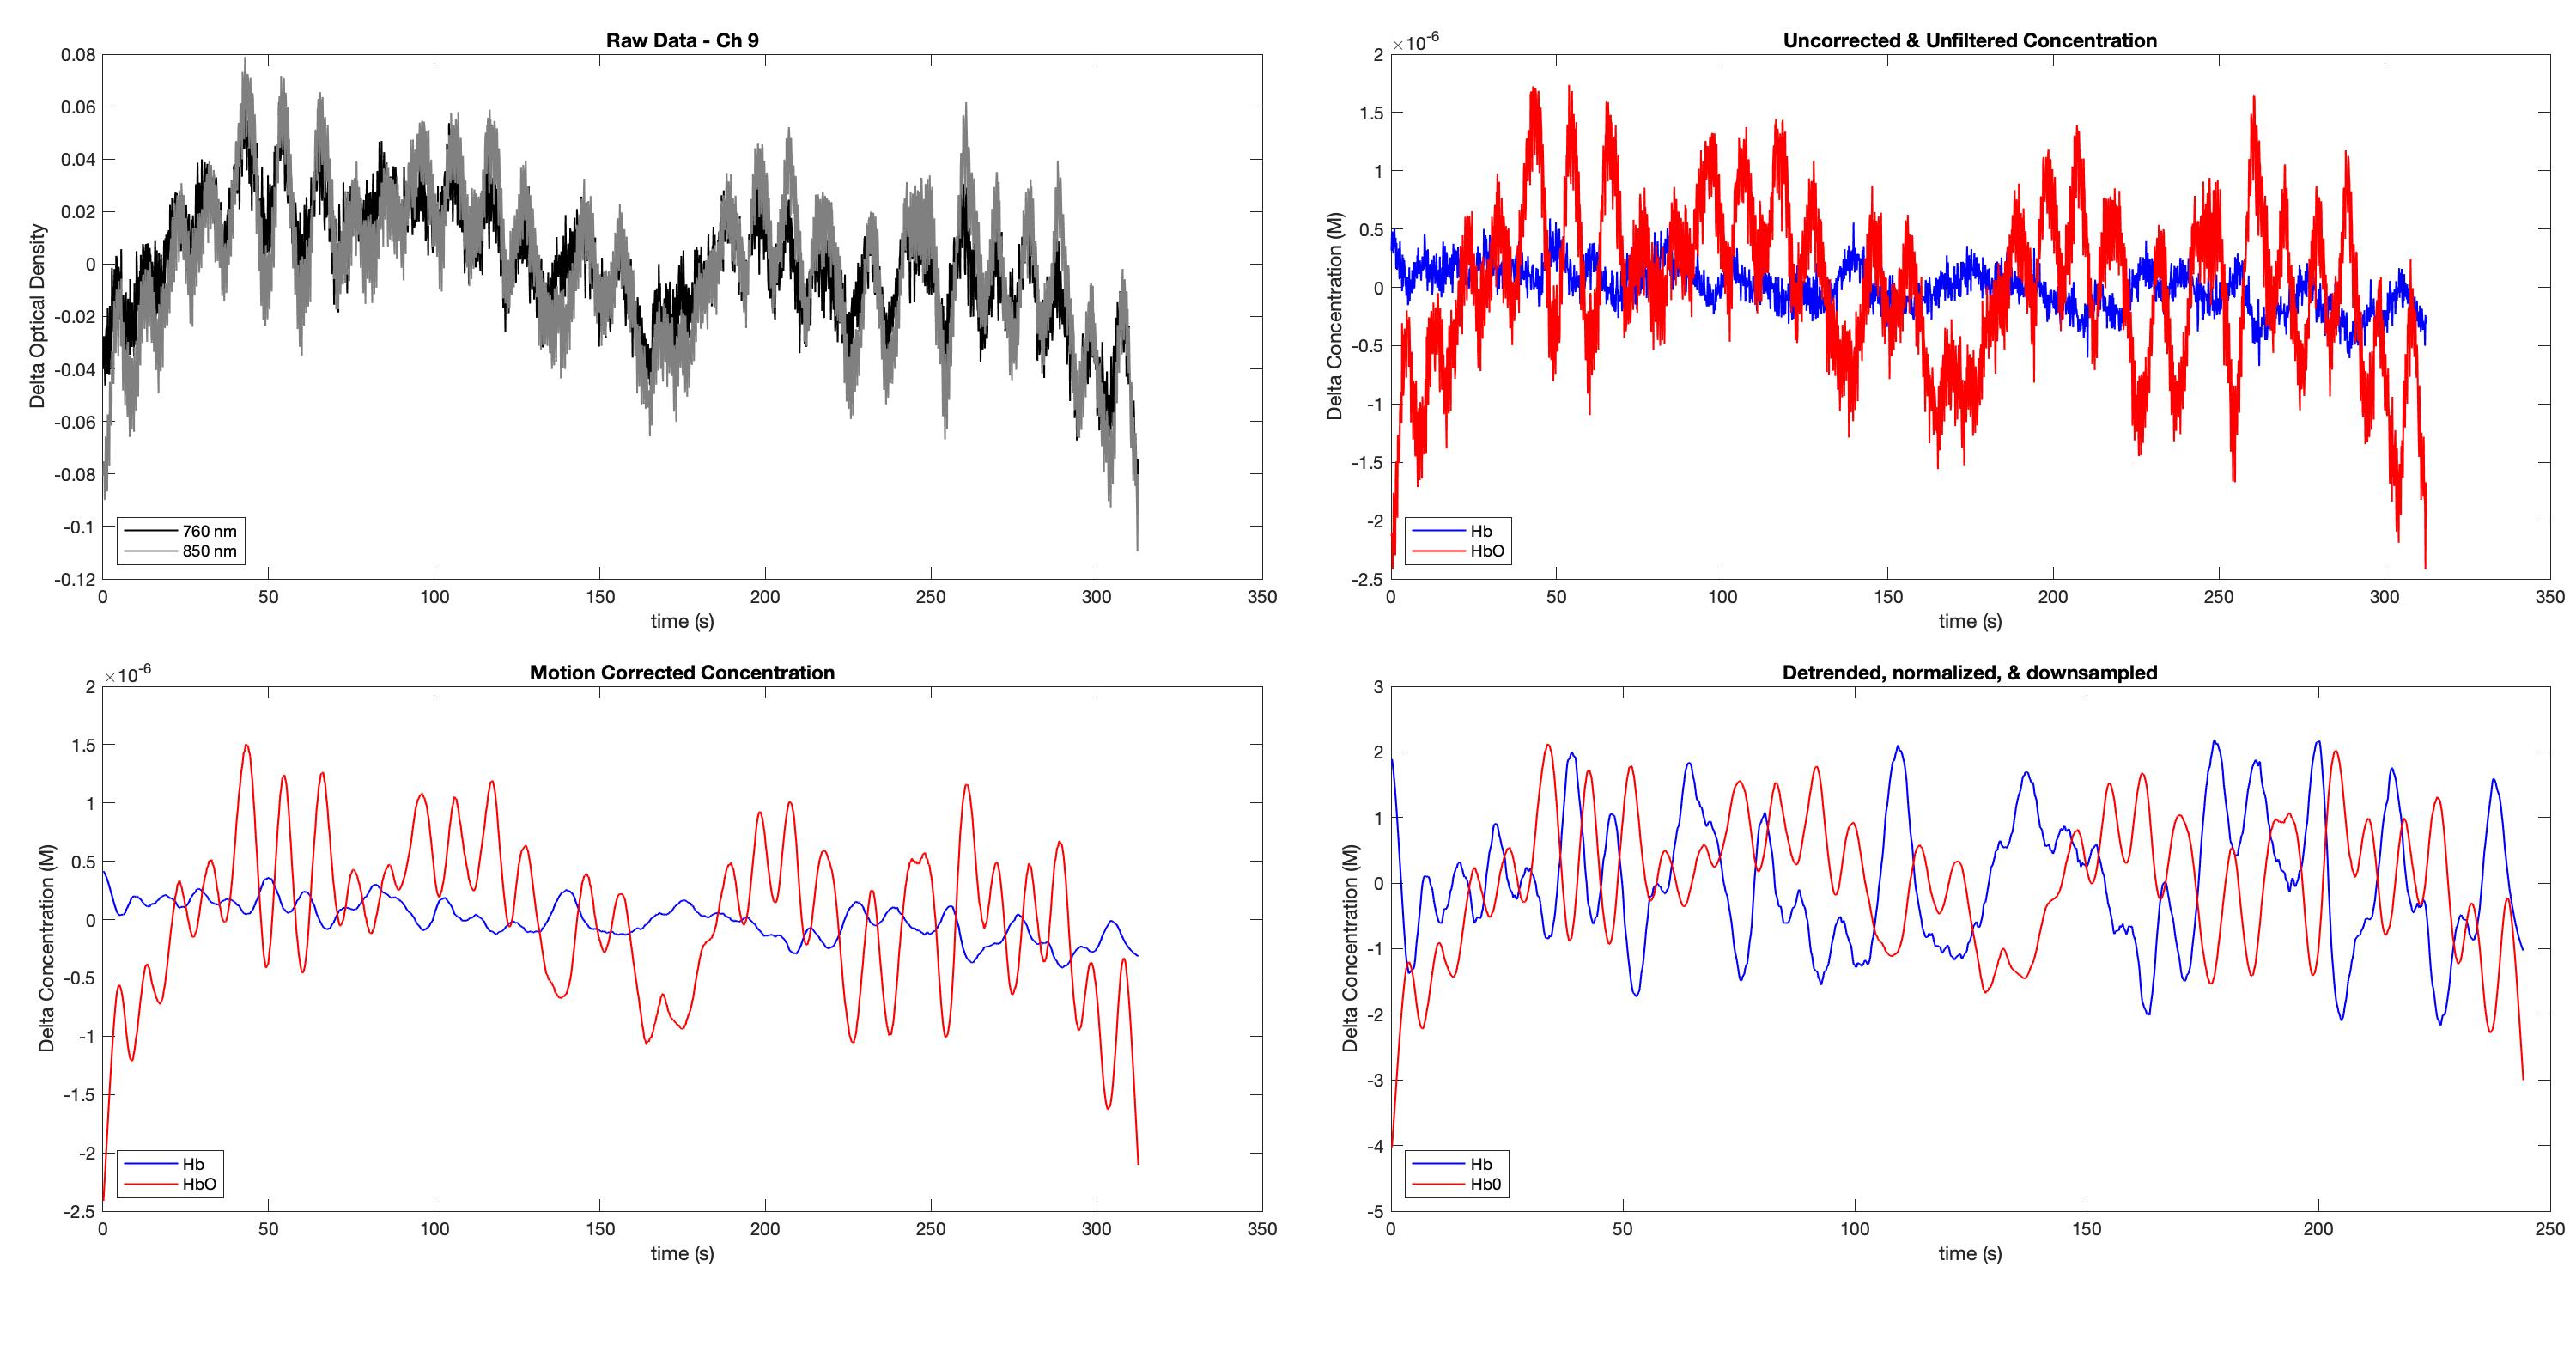 Raw Data - Ch 9
0.08
0.06
0.04
0.02
0
-0.02
-0.04
-0.06
-0.08
-0.1
-0.12
Delta Optical Density
760 nm
850 nm
0 50 100 150 200 250 300 350
time (s)
Uncorrected & Unfiltered Concentration
×10-6
2
1.5
1
0.5
0
-0.5
-1
-1.5
-2
-2.5
Delta Concentration (M)
Hb
HbO
0 50 100 150 200 250 300 350
time (s)
Motion Corrected Concentration
×10-6
2
1.5
1
0.5
0
-0.5
-1
-1.5
-2
-2.5
Delta Concentration (M)
Hb
HbO
0 50 100 150 200 250 300 350
time (s)
Detrended, normalized, & downsampled
3
2
1
0
-1
-2
-3
-4
-5
Delta Concentration (M)
Hb
Hb0
0 50 100 150 200 250
time (s)